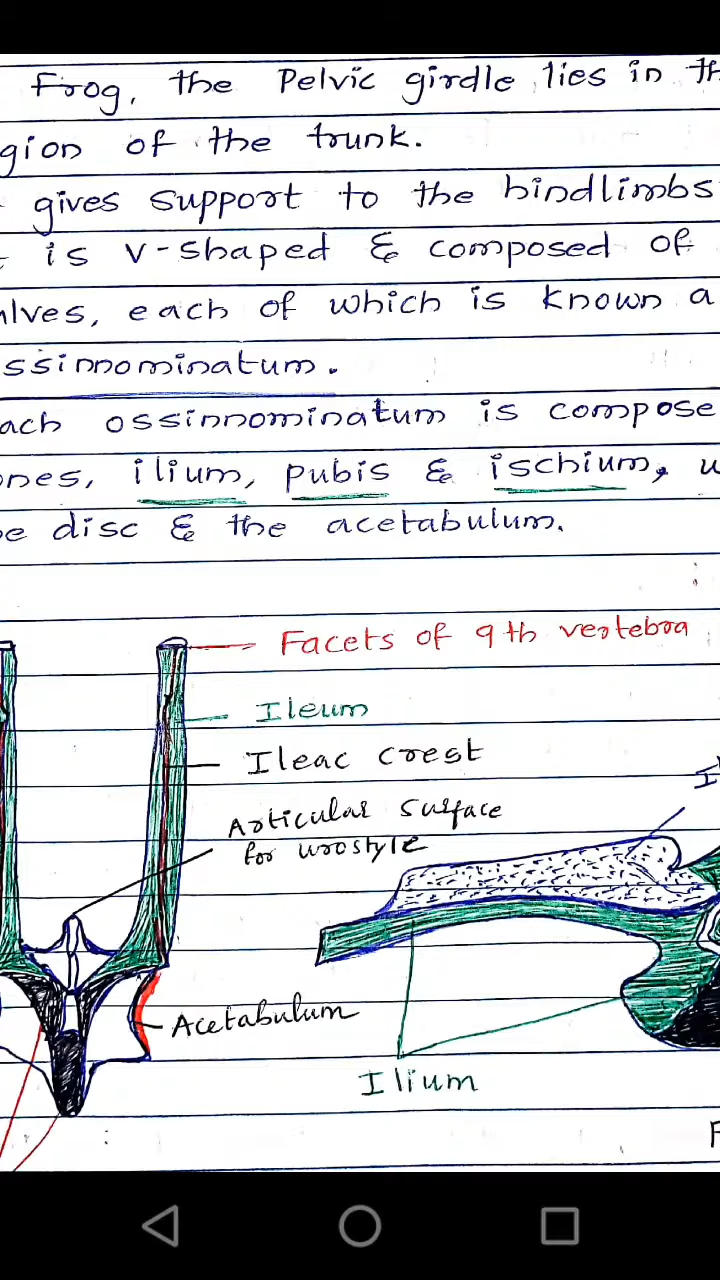 Frog, the Pelvic girdle lies in th
gion of the trunk.
gives support to the hindlimbs
is V-shaped & composed of
alves, each of which is known a
ssinnominatum.
ach ossinnominatum is compose
ones, ilium, pubis & ischium,
e disc & the acetabulum.
Facets of 9th vertebra
Ileum
Ileac crest
Articular surface
for urostyle
Acetabulum
Ilium